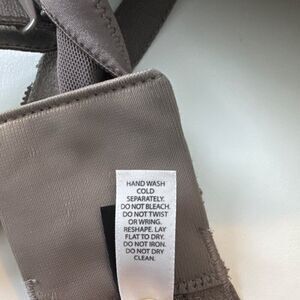 HAND WASH
COLD
SEPARATELY.
DO NOT BLEACH.
DO NOT TWIST
OR WRING.
RESHAPE. LAY
FLAT TO DRY.
DO NOT IRON.
DO NOT DRY
CLEAN.